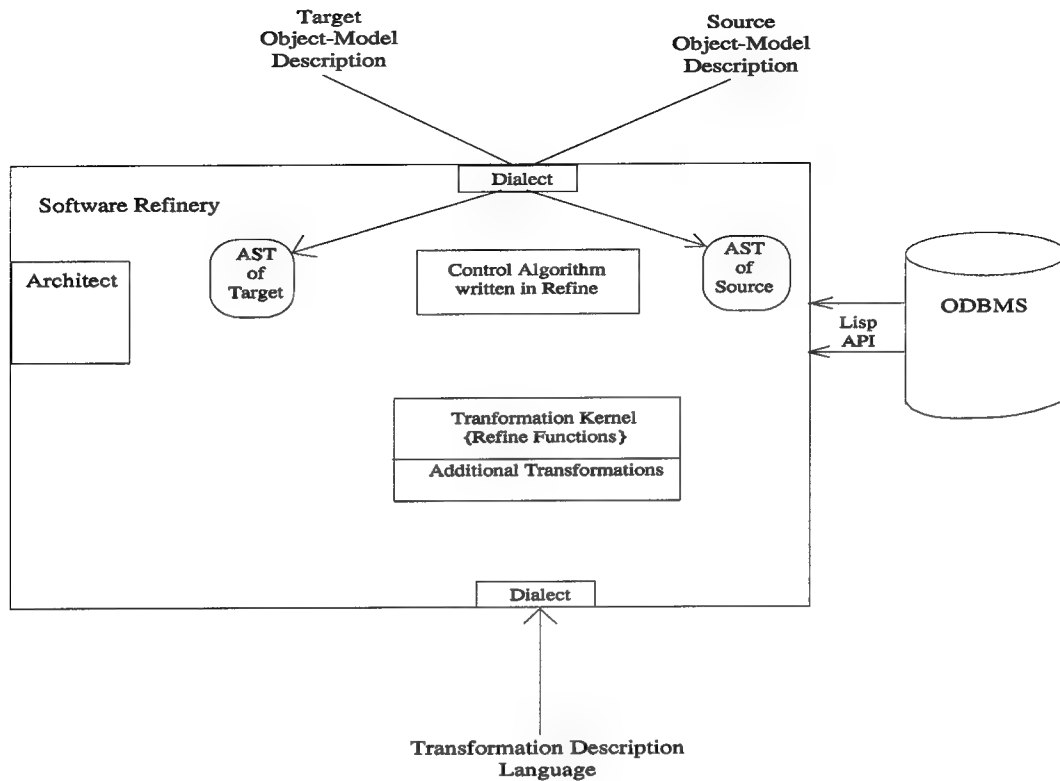 Target
Object-Model
Description
Source
Object-Model
Description
Dialect
Software Refinery
Architect
AST
of
Target
Control Algorithm
written in Refine
AST
of
Source
Lisp
API
ODBMS
Tranformation Kernel
{Refine Functions}
Additional Transformations
Dialect
Transformation Description
Language